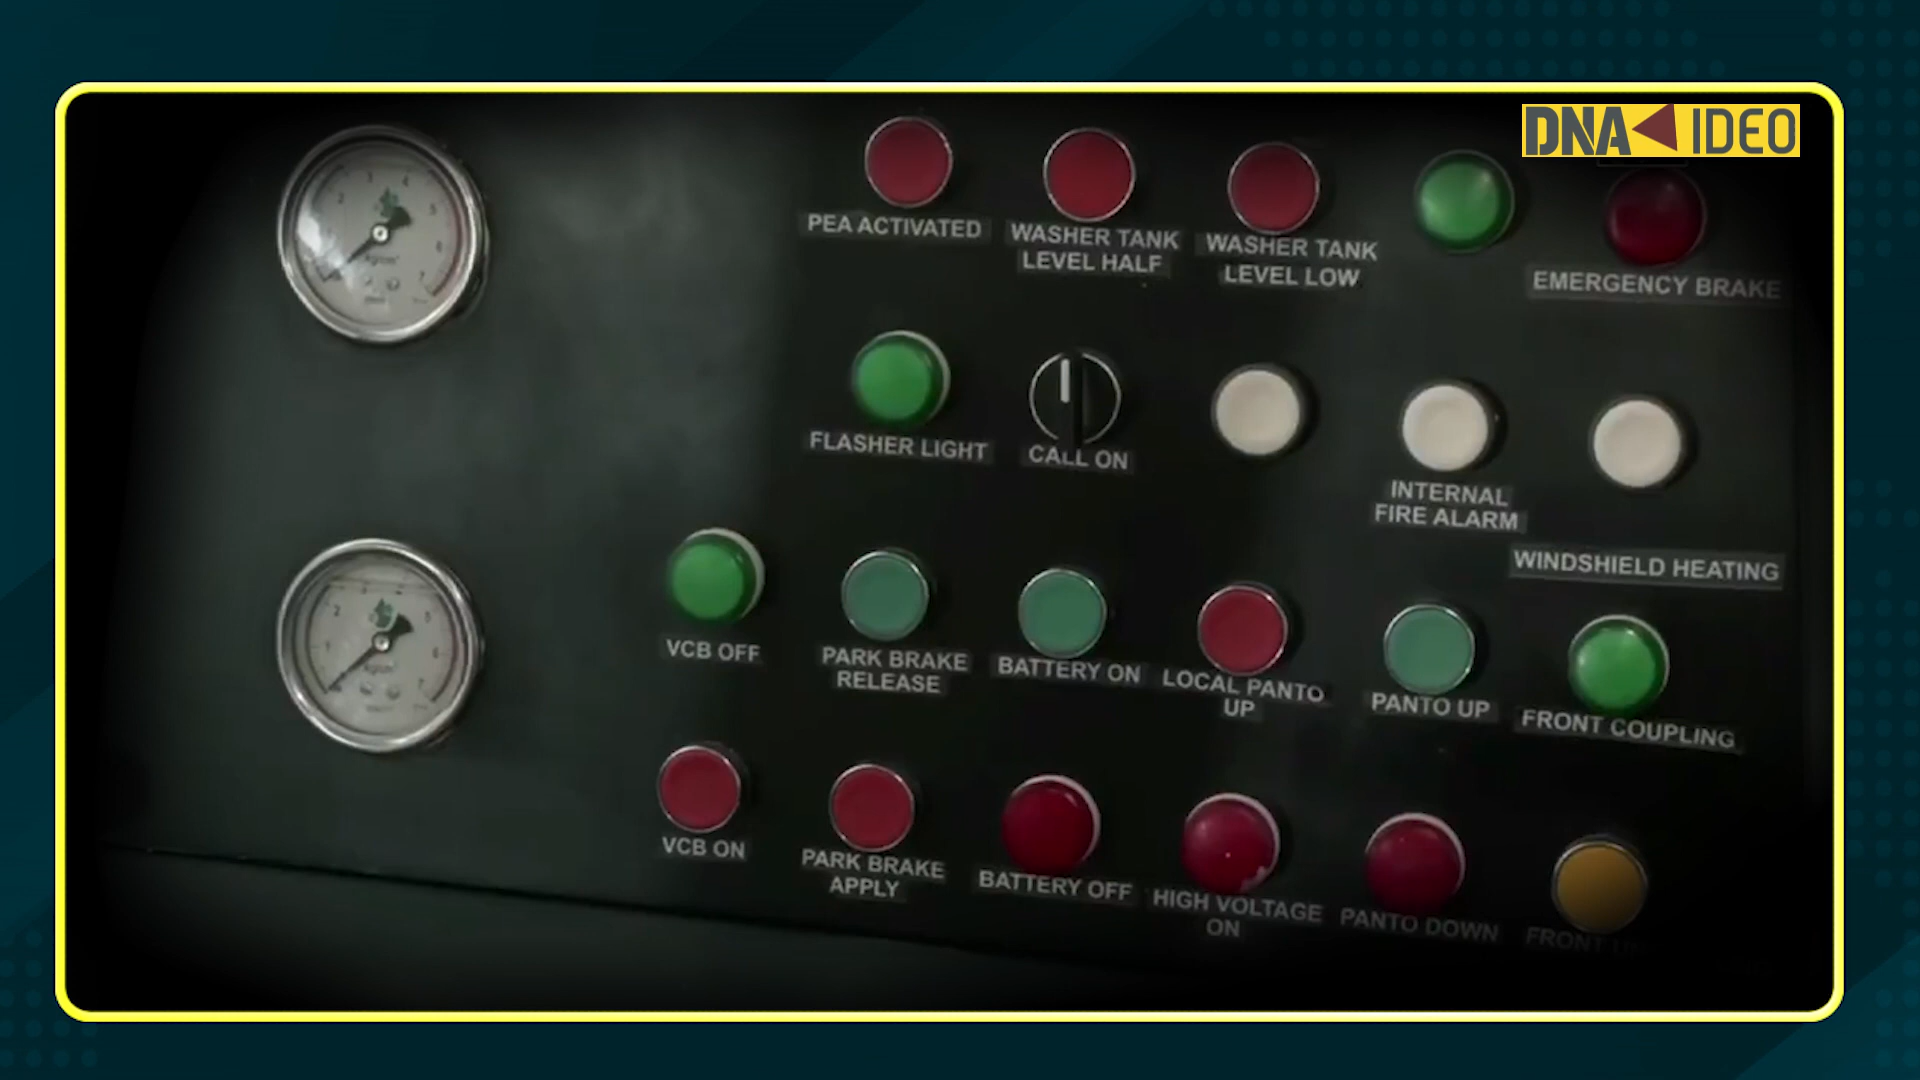 DNA VIDEO
PEA ACTIVATED
WASHER TANK
LEVEL HALF
WASHER TANK
LEVEL LOW
EMERGENCY BRAKE
FLASHER LIGHT
CALL ON
INTERNAL
FIRE ALARM
WINDSHIELD HEATING
VCB OFF
PARK BRAKE
RELEASE
BATTERY ON
LOCAL PANTO
UP
PANTO UP
FRONT COUPLING
VCB ON
PARK BRAKE
APPLY
BATTERY OFF
HIGH VOLTAGE
ON
PANTO DOWN
FRONT